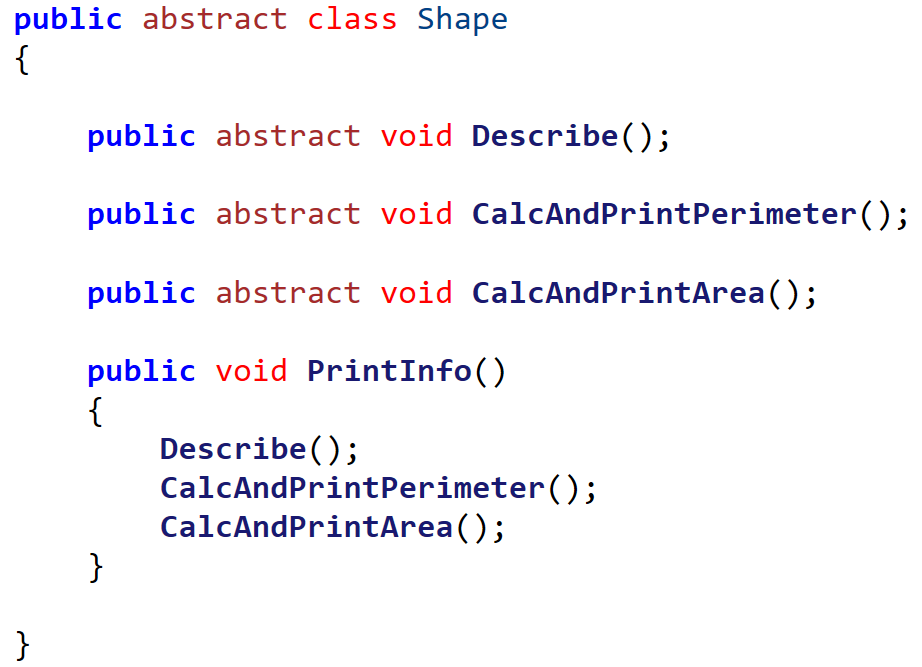 public abstract class Shape
{
public abstract void Describe();
public abstract void CalcAndPrintPerimeter();
public abstract void CalcAndPrintArea();
public void PrintInfo()
{
Describe();
CalcAndPrintPerimeter();
CalcAndPrintArea();
}
}